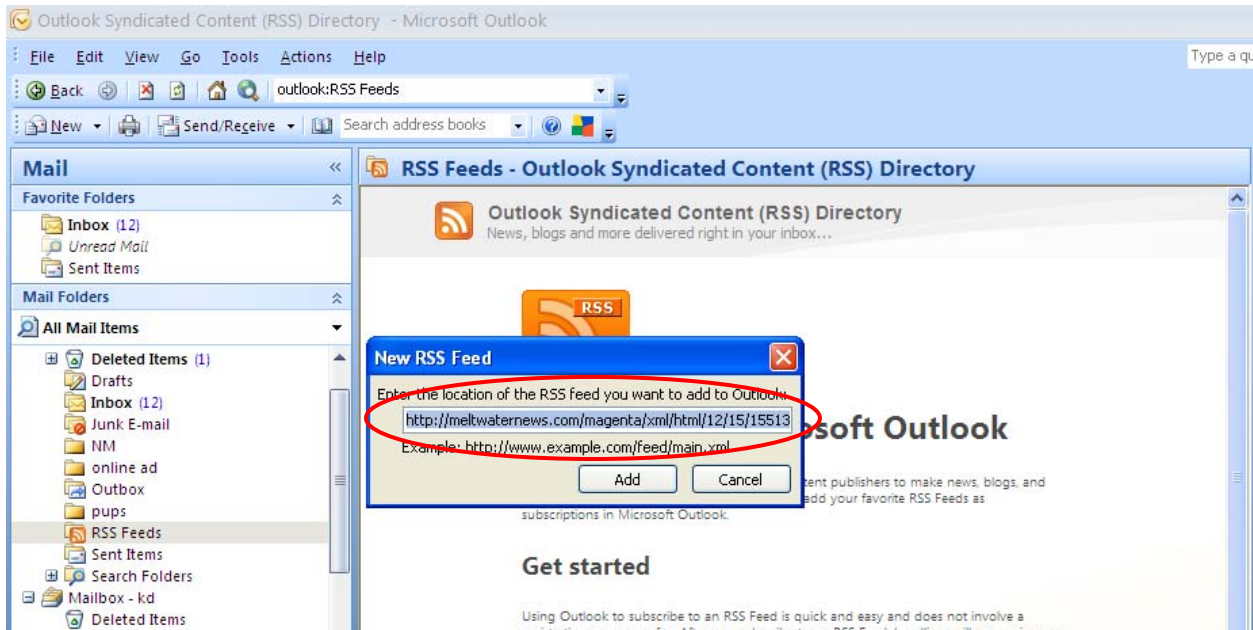 Outlook Syndicated Content (RSS) Directory - Microsoft Outlook
File Edit View Go Tools Actions Help
Type a qu
Back outlook:RSS Feeds
New Send/Receive Search address books
Mail
RSS Feeds - Outlook Syndicated Content (RSS) Directory
Favorite Folders
Inbox (12)
Unread Mail
Sent Items
Mail Folders
All Mail Items
Deleted Items (1)
Drafts
Inbox (12)
Junk E-mail
NM
online ad
Outbox
pups
RSS Feeds
Sent Items
Search Folders
Mailbox - kd
Deleted Items
Outlook Syndicated Content (RSS) Directory
News, blogs and more delivered right in your inbox...
RSS
New RSS Feed
Enter the location of the RSS feed you want to add to Outlook:
http://meltwaternews.com/magenta/xml/html/12/15/15513
Example: http://www.example.com/feed/main.xml
Add Cancel
osoft Outlook
tent publishers to make news, blogs, and
add your favorite RSS Feeds as
subscriptions in Microsoft Outlook.
Get started
Using Outlook to subscribe to an RSS Feed is quick and easy and does not involve a